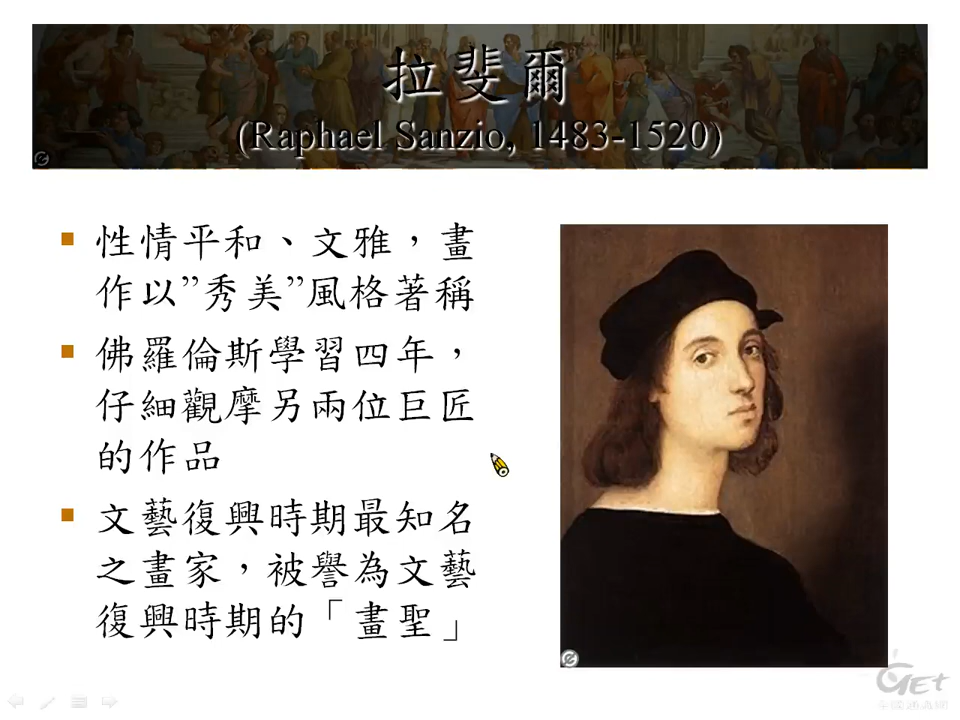 拉斐爾
(Raphael Sanzio, 1483-1520)
性情平和、文雅，畫
作以”秀美”風格著稱
佛羅倫斯學習四年，
仔細觀摩另兩位巨匠
的作品
文藝復興時期最知名
之畫家，被譽為文藝
復興時期的「畫聖」
GET